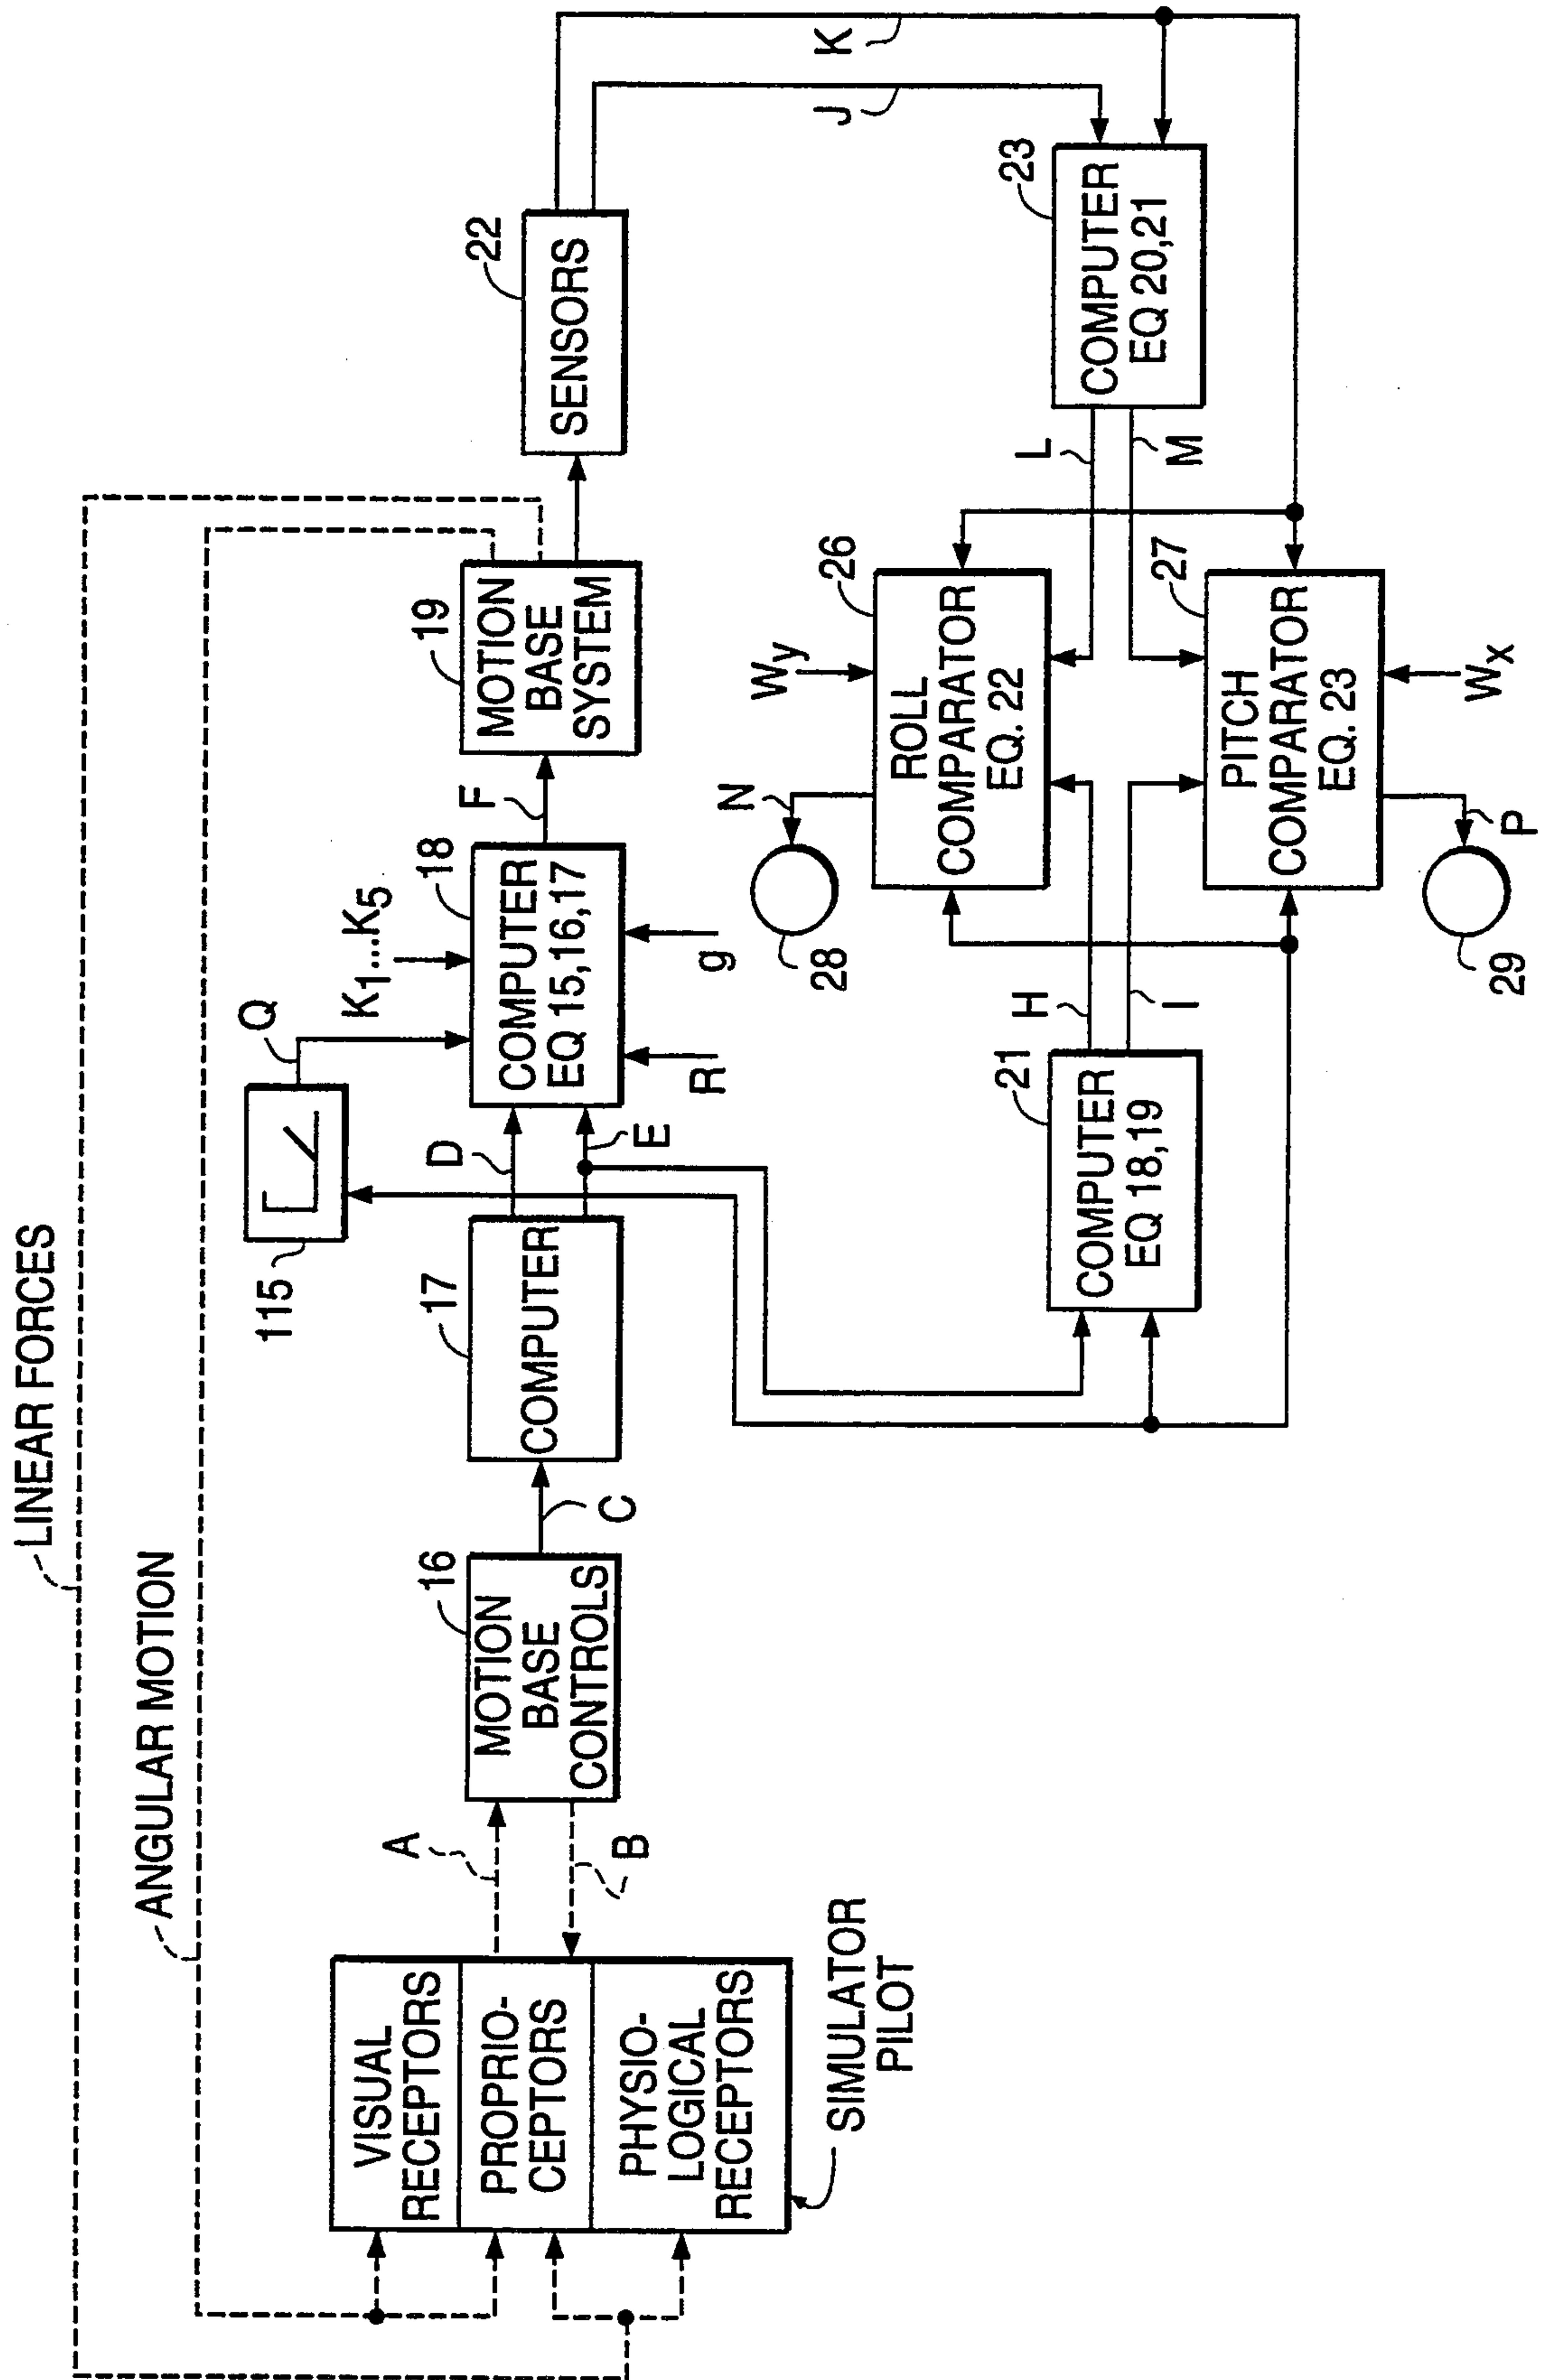 LINEAR FORCES
ANGULAR MOTION
VISUAL
RECEPTORS
PROPRIO-
CEPTORS
PHYSIO-
LOGICAL
RECEPTORS
SIMULATOR
PILOT
A
B
16
MOTION
BASE
CONTROLS
C
17
COMPUTER
D
E
115
Q
K1...K5
18
COMPUTER
EQ 15,16,17
R
g
F
19
MOTION
BASE
SYSTEM
22
SENSORS
J
K
21
COMPUTER
EQ 18,19
H
I
28
N
Wy
26
ROLL
COMPARATOR
EQ. 22
27
PITCH
COMPARATOR
EQ. 23
29
P
Wx
L
M
23
COMPUTER
EQ 20,21